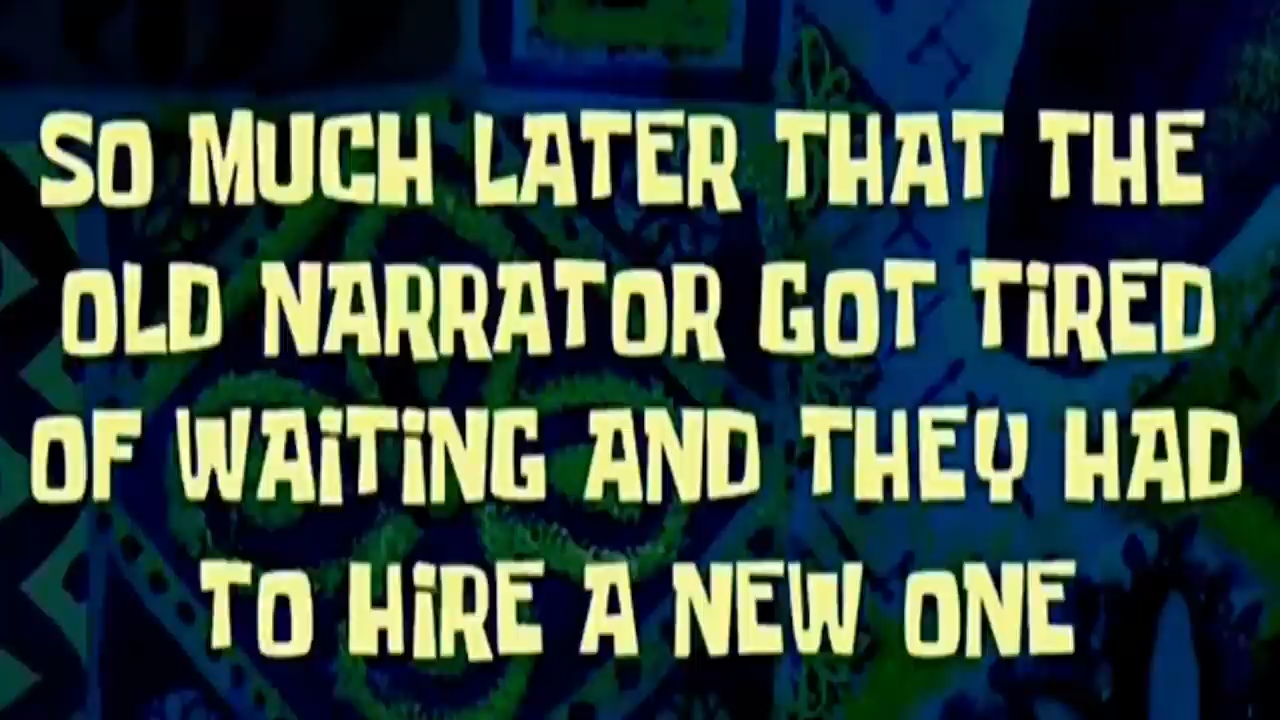 SO MUCH LATER THAT THE
OLD NARRATOR GOT TIRED
OF WAITING AND THEY HAD
TO HIRE A NEW ONE